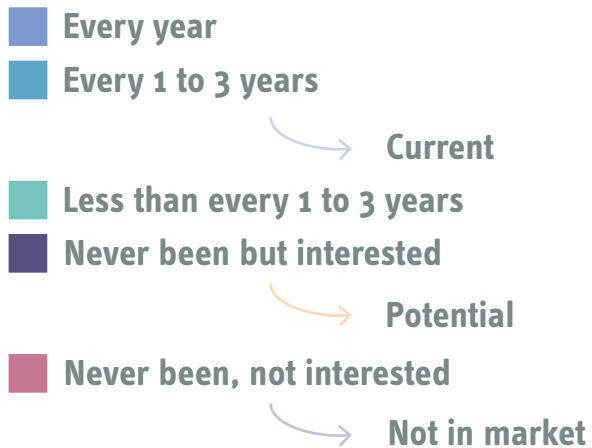 Every year
Every 1 to 3 years
Current
Less than every 1 to 3 years
Never been but interested
Potential
Never been, not interested
Not in market